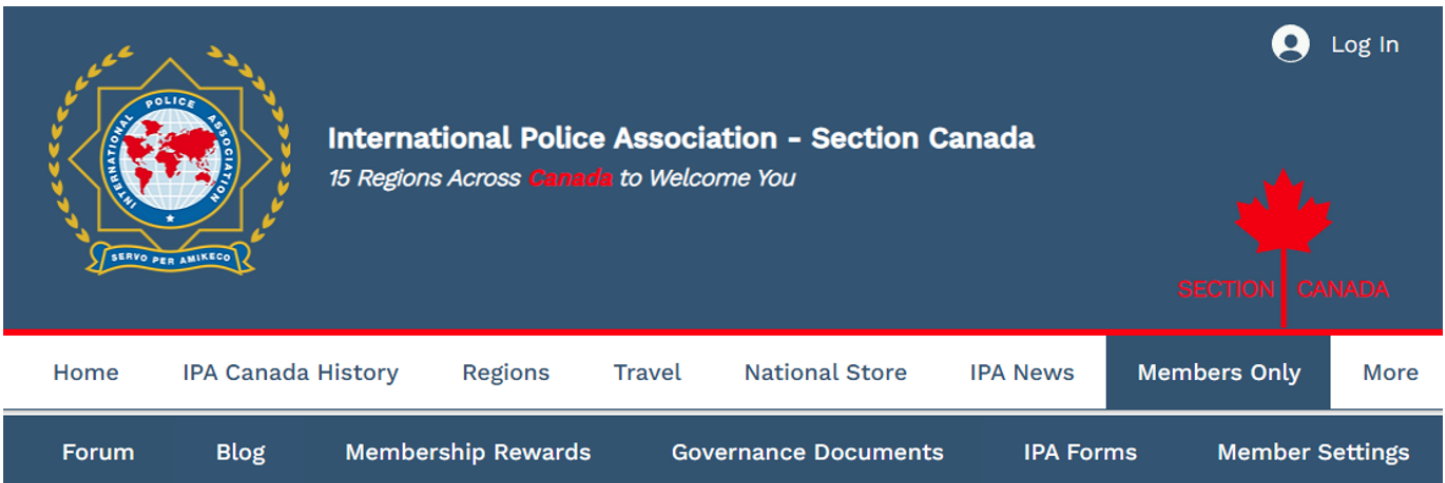 Log In
INTERNATIONAL POLICE ASSOCIATION
SERVO PER AMIKECO
International Police Association - Section Canada
15 Regions Across Canada to Welcome You
SECTION CANADA
Home IPA Canada History Regions Travel National Store IPA News Members Only More
Forum Blog Membership Rewards Governance Documents IPA Forms Member Settings